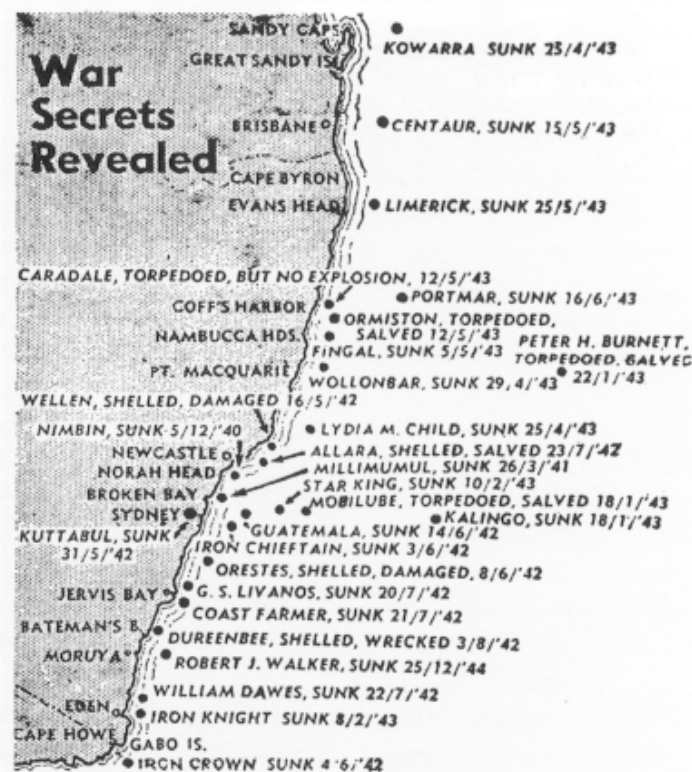 War
Secrets
Revealed
SANDY CAPE
KOWARRA SUNK 25/4/'43
GREAT SANDY IS.
BRISBANE
CENTAUR, SUNK 15/5/'43
CAPE BYRON
EVANS HEAD
LIMERICK, SUNK 25/5/'43
CARADALE, TORPEDOED, BUT NO EXPLOSION, 12/5/'43
COFF'S HARBOR
PORTMAR, SUNK 16/6/'43
ORMISTON, TORPEDOED,
SALVED 12/5/'43
NAMBUCCA HDS.
FINGAL, SUNK 5/5/'43
PETER H. BURNETT,
TORPEDOED, SALVED
22/1/'43
PT. MACQUARIE
WOLLONBAR, SUNK 29,4/'43
WELLEN, SHELLED, DAMAGED 16/5/'42
NIMBIN, SUNK 5/12/'40
LYDIA M. CHILD, SUNK 25/4/'43
NEWCASTLE
ALLARA, SHELLED, SALVED 23/7/'42
NORAH HEAD
MILLIMUMUL, SUNK 26/3/'41
BROKEN BAY
STAR KING, SUNK 10/2/'43
MOBILUBE, TORPEDOED, SALVED 18/1/'43
SYDNEY
KALINGO, SUNK 18/1/'43
KUTTABUL, SUNK
31/5/'42
GUATEMALA, SUNK 14/6/'42
IRON CHIEFTAIN, SUNK 3/6/'42
ORESTES, SHELLED, DAMAGED, 8/6/'42
JERVIS BAY
G. S. LIVANOS, SUNK 20/7/'42
COAST FARMER, SUNK 21/7/'42
BATEMAN'S B.
DUREENBEE, SHELLED, WRECKED 3/8/'42
MORUYA
ROBERT J. WALKER, SUNK 25/12/'44
WILLIAM DAWES, SUNK 22/7/'42
EDEN
IRON KNIGHT SUNK 8/2/'43
CAPE HOWE
GABO IS.
IRON CROWN SUNK 4/6/'42